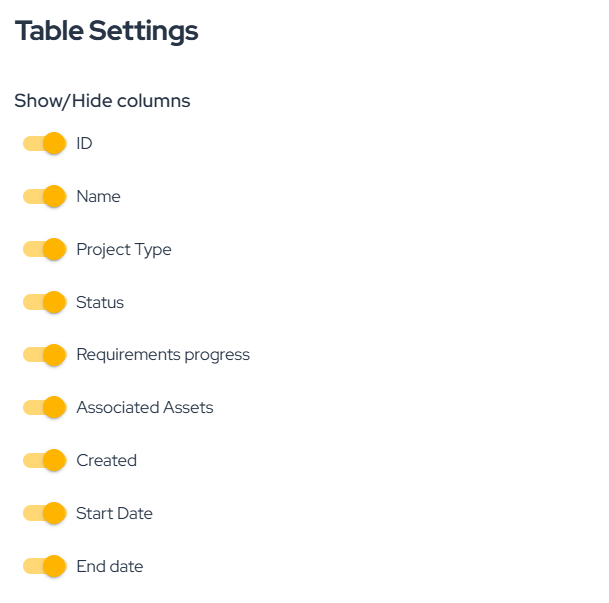 Table Settings
Show/Hide columns
ID
Name
Project Type
Status
Requirements progress
Associated Assets
Created
Start Date
End date